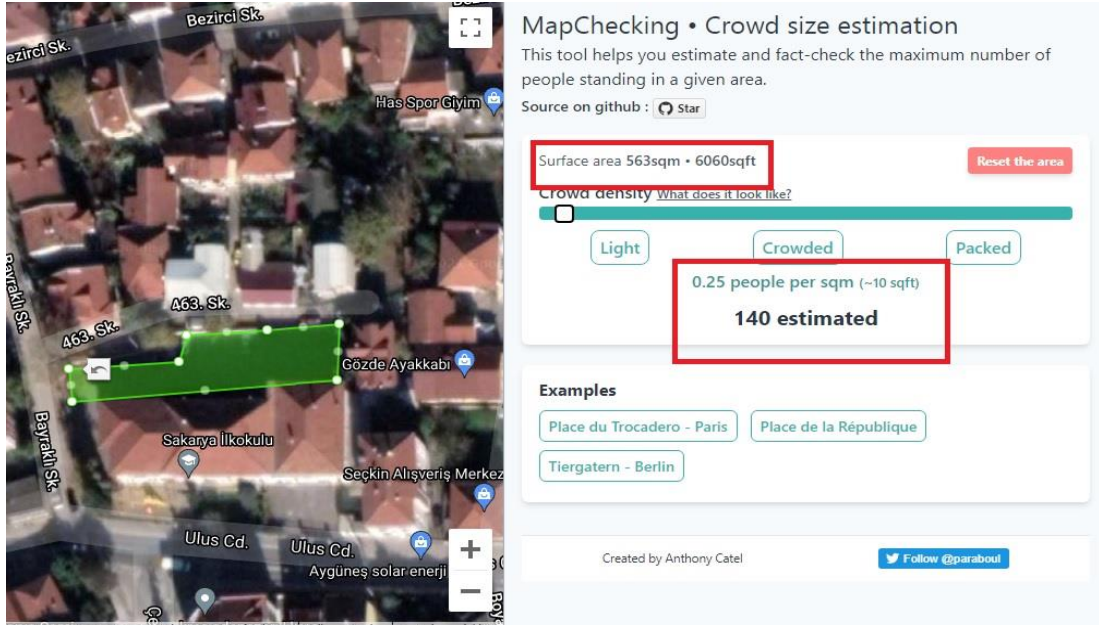 Bezirci Sk.
ezirci Sk.
Has Spor Giyim
463. Sk.
463. Sk.
Bayraklı Sk.
Gözde Ayakkabı
Bayraklı Sk.
Sakarya İlkokulu
Seçkin Alışveriş Merkez
Ulus Cd.
Ulus Cd.
Aygüneş solar enerji
MapChecking • Crowd size estimation
This tool helps you estimate and fact-check the maximum number of
people standing in a given area.
Source on github : Star
Surface area 563sqm • 6060sqft
Reset the area
Crowd density What does it look like?
Light
Crowded
Packed
0.25 people per sqm (~10 sqft)
140 estimated
Examples
Place du Trocadero - Paris
Place de la République
Tiergatern - Berlin
Created by Anthony Catel
Follow @paraboul